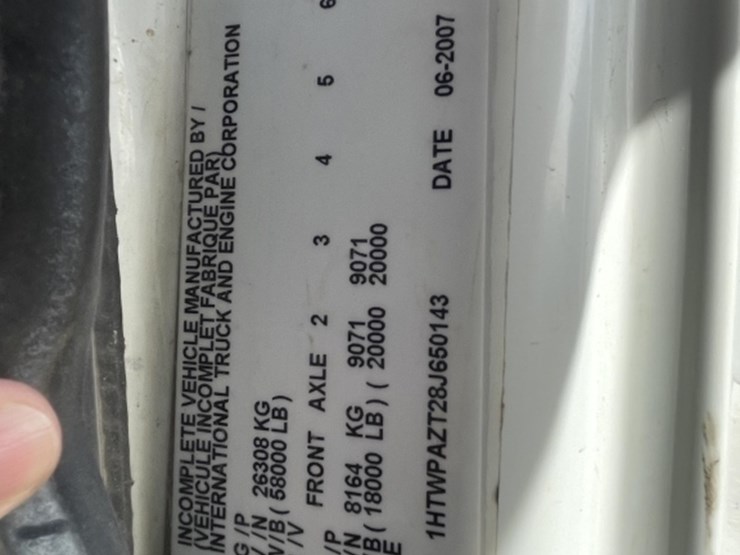 INCOMPLETE VEHICLE MANUFACTURED BY /
(VEHICULE INCOMPLET FABRIQUE PAR)
INTERNATIONAL TRUCK AND ENGINE CORPORATION
G /P
/N 26308 KG
V/B ( 58000 LB )
/V
FRONT AXLE 2 3 4 5 6
/P
/N 8164 KG 9071 9071
B ( 18000 LB ) ( 20000 20000
E
1HTWPAZT28J650143 DATE 06-2007